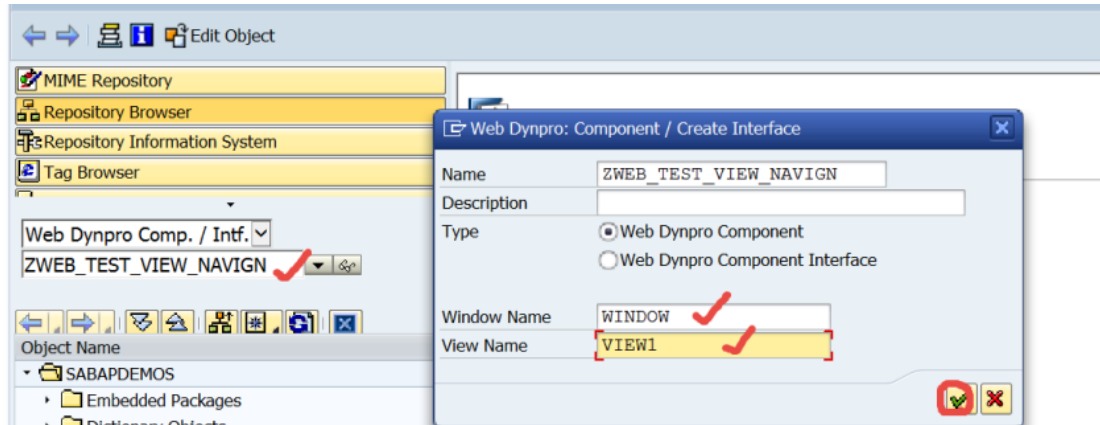 Edit Object
MIME Repository
Repository Browser
Repository Information System
Tag Browser
Web Dynpro Comp. / Intf.
ZWEB_TEST_VIEW_NAVIGN
Object Name
SABAPDEMOS
Embedded Packages
Dictionary Objects
Web Dynpro: Component / Create Interface
Name ZWEB_TEST_VIEW_NAVIGN
Description
Type Web Dynpro Component
Web Dynpro Component Interface
Window Name WINDOW
View Name VIEW1